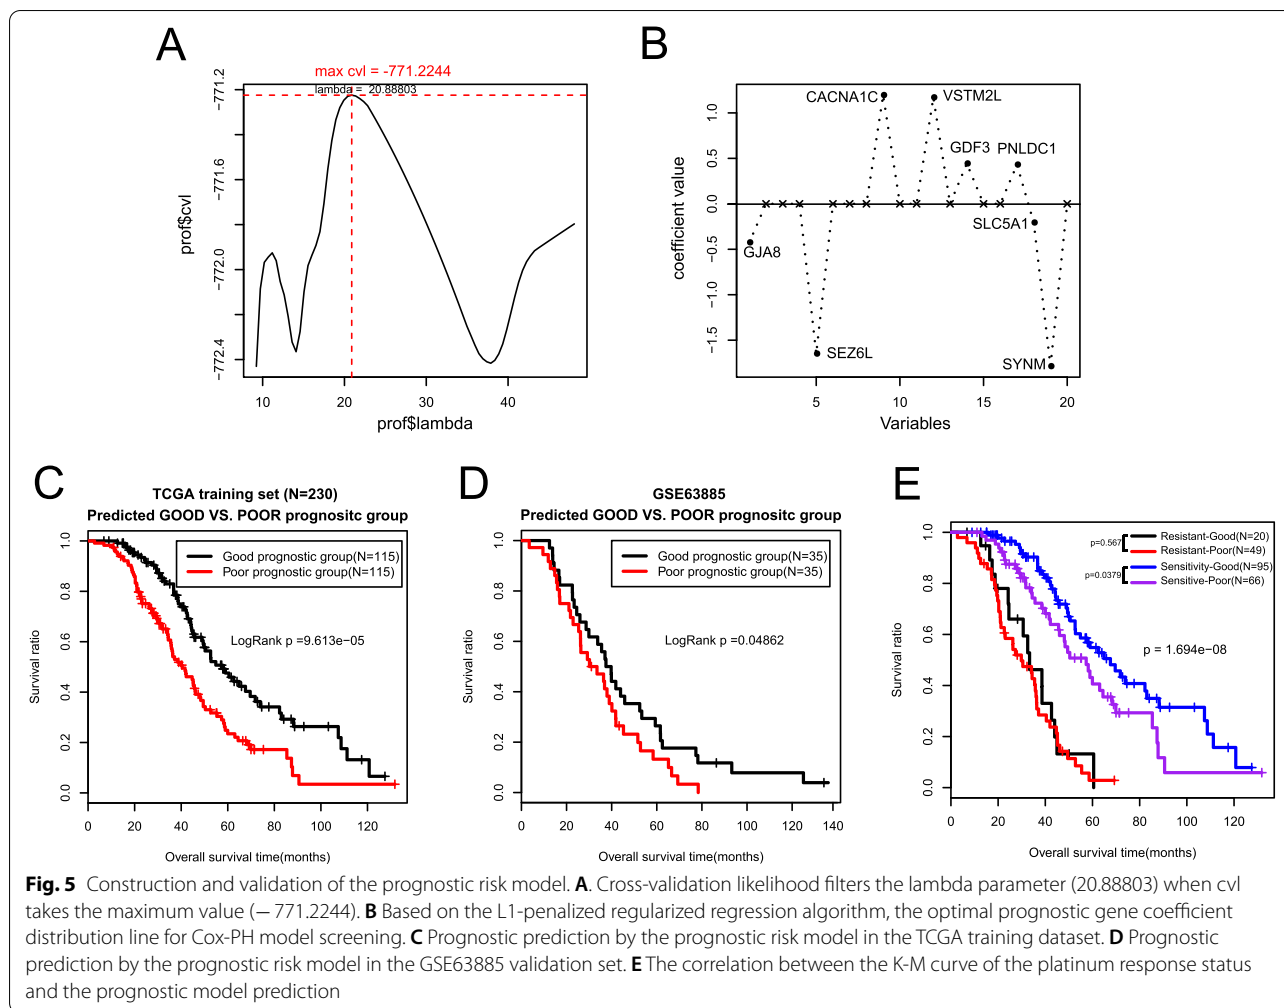 A
max cvl = -771.2244
lambda = 20.88803
prof$cvl
−771.2
−771.6
−772.0
−772.4
10
20
30
40
prof$lambda
B
coefficient value
1.0
0.5
0.0
−0.5
−1.0
−1.5
CACNA1C
VSTM2L
GDF3
PNLDC1
SLC5A1
GJA8
SEZ6L
SYNM
5
10
15
20
Variables
C
TCGA training set (N=230)
Predicted GOOD VS. POOR prognositc group
Survival ratio
1.0
0.8
0.6
0.4
0.2
0.0
Good prognostic group(N=115)
Poor prognostic group(N=115)
LogRank p =9.613e−05
0
20
40
60
80
100
120
Overall survival time(months)
D
GSE63885
Predicted GOOD VS. POOR prognositc group
Survival ratio
1.0
0.8
0.6
0.4
0.2
0.0
Good prognostic group(N=35)
Poor prognostic group(N=35)
LogRank p =0.04862
0
20
40
60
80
100
120
140
Overall survival time(months)
E
Survival ratio
1.0
0.8
0.6
0.4
0.2
0.0
p=0.567
Resistant-Good(N=20)
Resistant-Poor(N=49)
p=0.0379
Sensitivity-Good(N=95)
Sensitive-Poor(N=66)
p = 1.694e−08
0
20
40
60
80
100
120
Overall survival time(months)
Fig. 5 Construction and validation of the prognostic risk model. A. Cross-validation likelihood filters the lambda parameter (20.88803) when cvl
takes the maximum value (− 771.2244). B Based on the L1-penalized regularized regression algorithm, the optimal prognostic gene coefficient
distribution line for Cox-PH model screening. C Prognostic prediction by the prognostic risk model in the TCGA training dataset. D Prognostic
prediction by the prognostic risk model in the GSE63885 validation set. E The correlation between the K-M curve of the platinum response status
and the prognostic model prediction